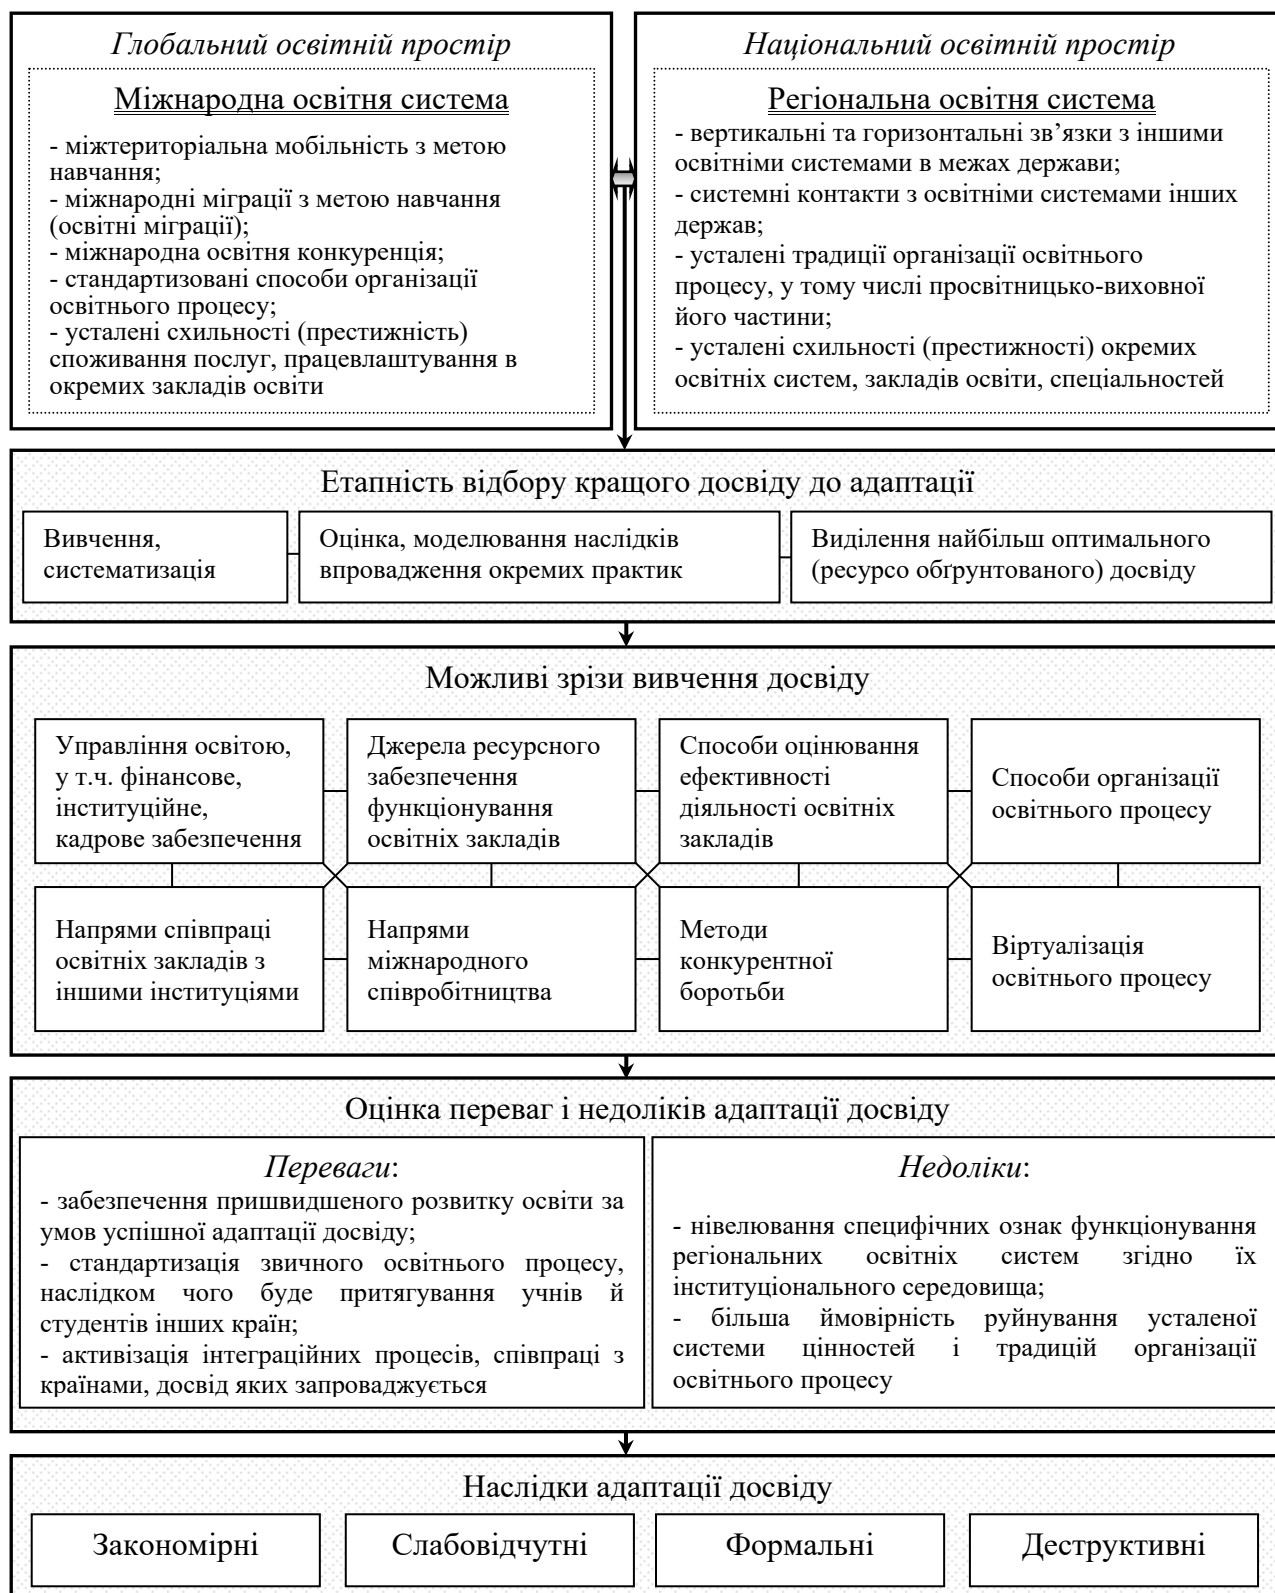 Глобальний освітній простір
Міжнародна освітня система
- міжтериторіальна мобільність з метою
навчання;
- міжнародні міграції з метою навчання
(освітні міграції);
- міжнародна освітня конкуренція;
- стандартизовані способи організації
освітнього процесу;
- усталені схильності (престижність)
споживання послуг, працевлаштування в
окремих закладів освіти
Національний освітній простір
Регіональна освітня система
- вертикальні та горизонтальні зв’язки з іншими
освітніми системами в межах держави;
- системні контакти з освітніми системами інших
держав;
- усталені традиції організації освітнього
процесу, у тому числі просвітницько-виховної
його частини;
- усталені схильності (престижності) окремих
освітніх систем, закладів освіти, спеціальностей
Етапність відбору кращого досвіду до адаптації
Вивчення,
систематизація
Оцінка, моделювання наслідків
впровадження окремих практик
Виділення найбільш оптимального
(ресурсо обґрунтованого) досвіду
Можливі зрізи вивчення досвіду
Управління освітою,
у т.ч. фінансове,
інституційне,
кадрове забезпечення
Джерела ресурсного
забезпечення
функціонування
освітніх закладів
Способи оцінювання
ефективності
діяльності освітніх
закладів
Способи організації
освітнього процесу
Напрями співпраці
освітніх закладів з
іншими інституціями
Напрями
міжнародного
співробітництва
Методи
конкурентної
боротьби
Віртуалізація
освітнього процесу
Оцінка переваг і недоліків адаптації досвіду
Переваги:
- забезпечення пришвидшеного розвитку освіти за
умов успішної адаптації досвіду;
- стандартизація звичного освітнього процесу,
наслідком чого буде притягування учнів й
студентів інших країн;
- активізація інтеграційних процесів, співпраці з
країнами, досвід яких запроваджується
Недоліки:
- нівелювання специфічних ознак функціонування
регіональних освітніх систем згідно їх
інституціонального середовища;
- більша ймовірність руйнування усталеної
системи цінностей і традицій організації
освітнього процесу
Наслідки адаптації досвіду
Закономірні
Слабовідчутні
Формальні
Деструктивні